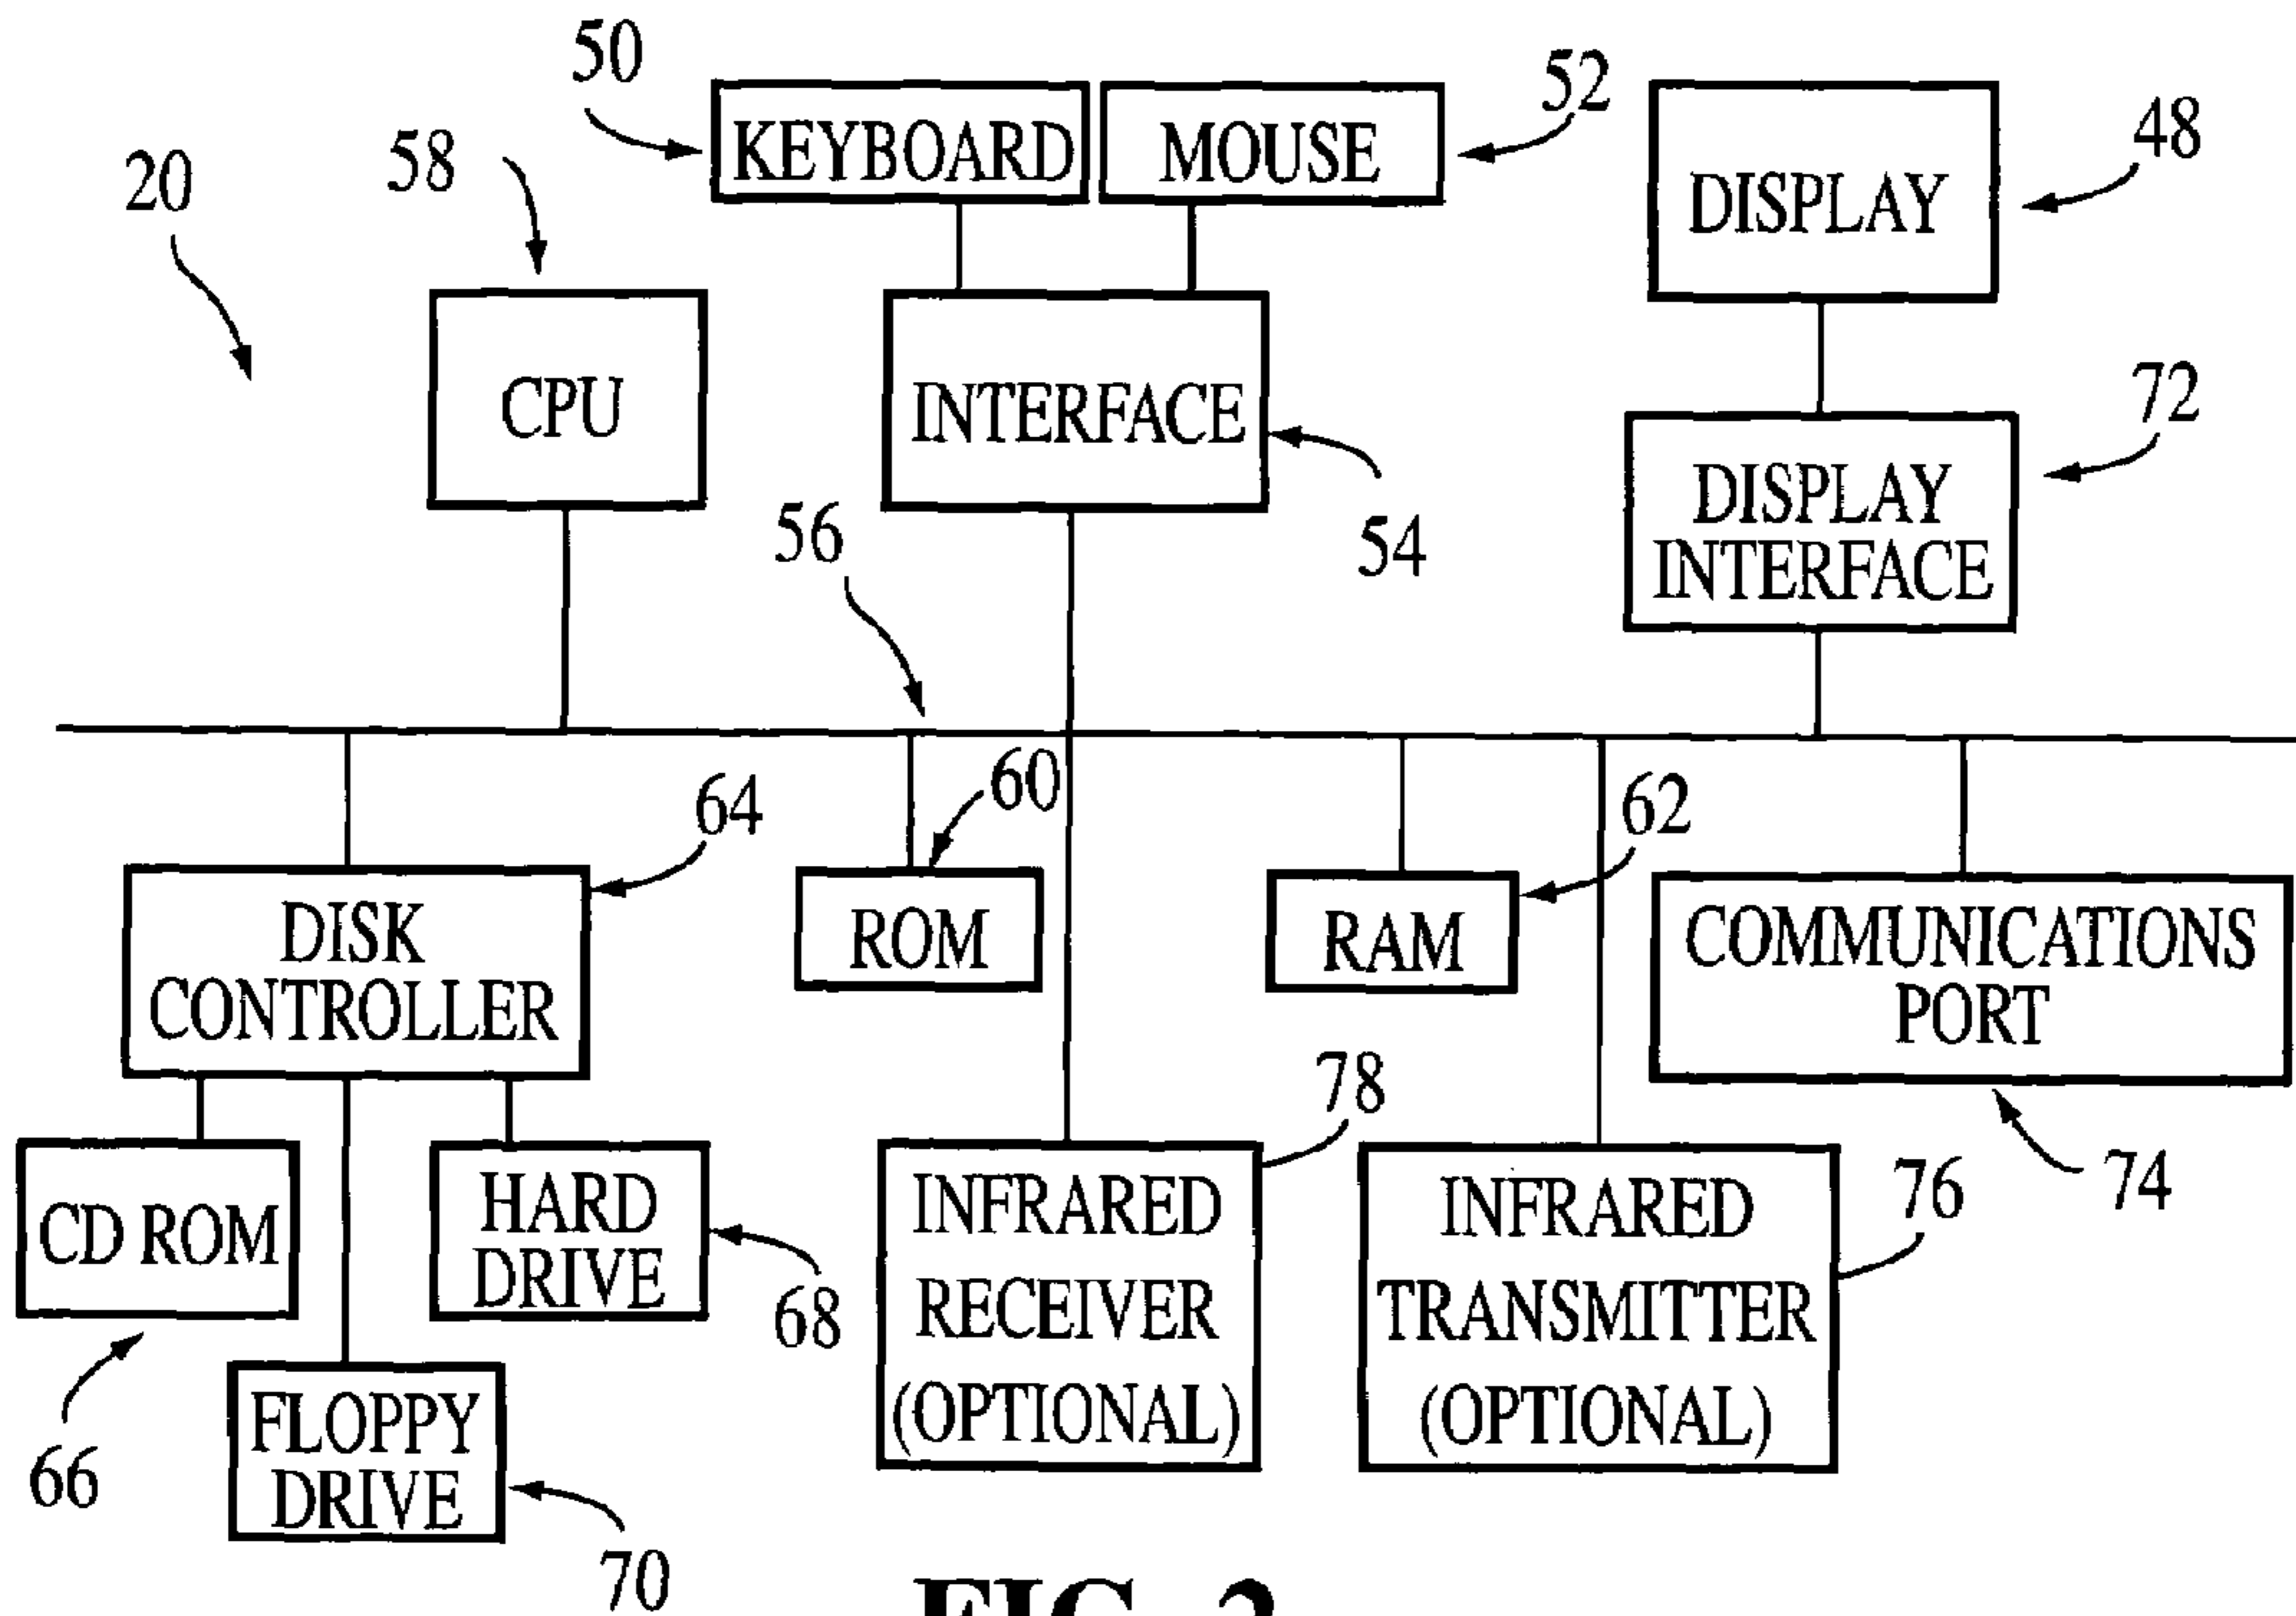 50
KEYBOARD
MOUSE
52
DISPLAY
48
20
58
CPU
INTERFACE
54
72
DISPLAY
INTERFACE
56
64
60
62
DISK
CONTROLLER
ROM
RAM
COMMUNICATIONS
PORT
74
CD ROM
66
HARD
DRIVE
68
FLOPPY
DRIVE
70
78
INFRARED
RECEIVER
(OPTIONAL)
76
INFRARED
TRANSMITTER
(OPTIONAL)